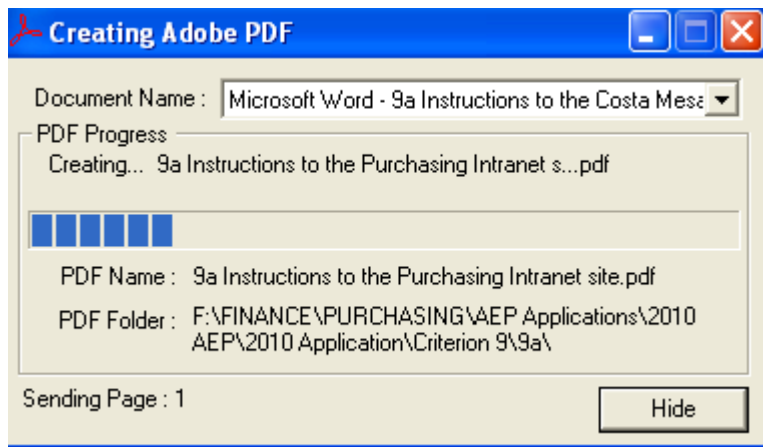 Creating Adobe PDF
Document Name : Microsoft Word - 9a Instructions to the Costa Mesa
PDF Progress
Creating... 9a Instructions to the Purchasing Intranet s...pdf
PDF Name : 9a Instructions to the Purchasing Intranet site.pdf
PDF Folder : F:\FINANCE\PURCHASING\AEP Applications\2010
AEP\2010 Application\Criterion 9\9a\
Sending Page : 1
Hide